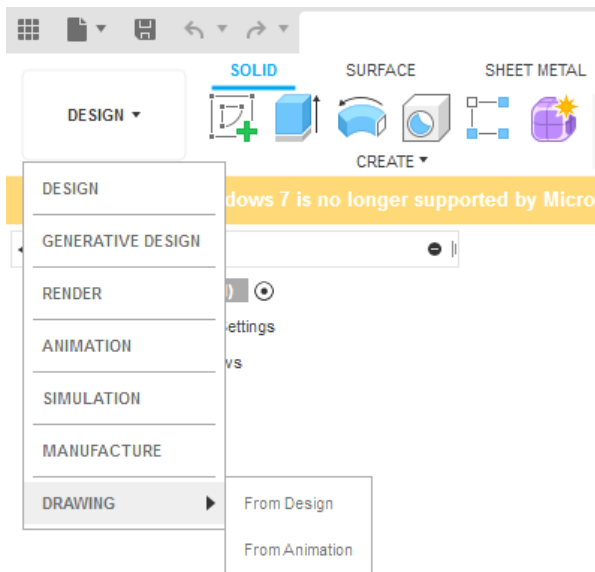 SOLID SURFACE SHEET METAL
DESIGN
CREATE
DESIGN
dows 7 is no longer supported by Micro
GENERATIVE DESIGN
RENDER
ettings
ANIMATION
ws
SIMULATION
MANUFACTURE
DRAWING
From Design
From Animation